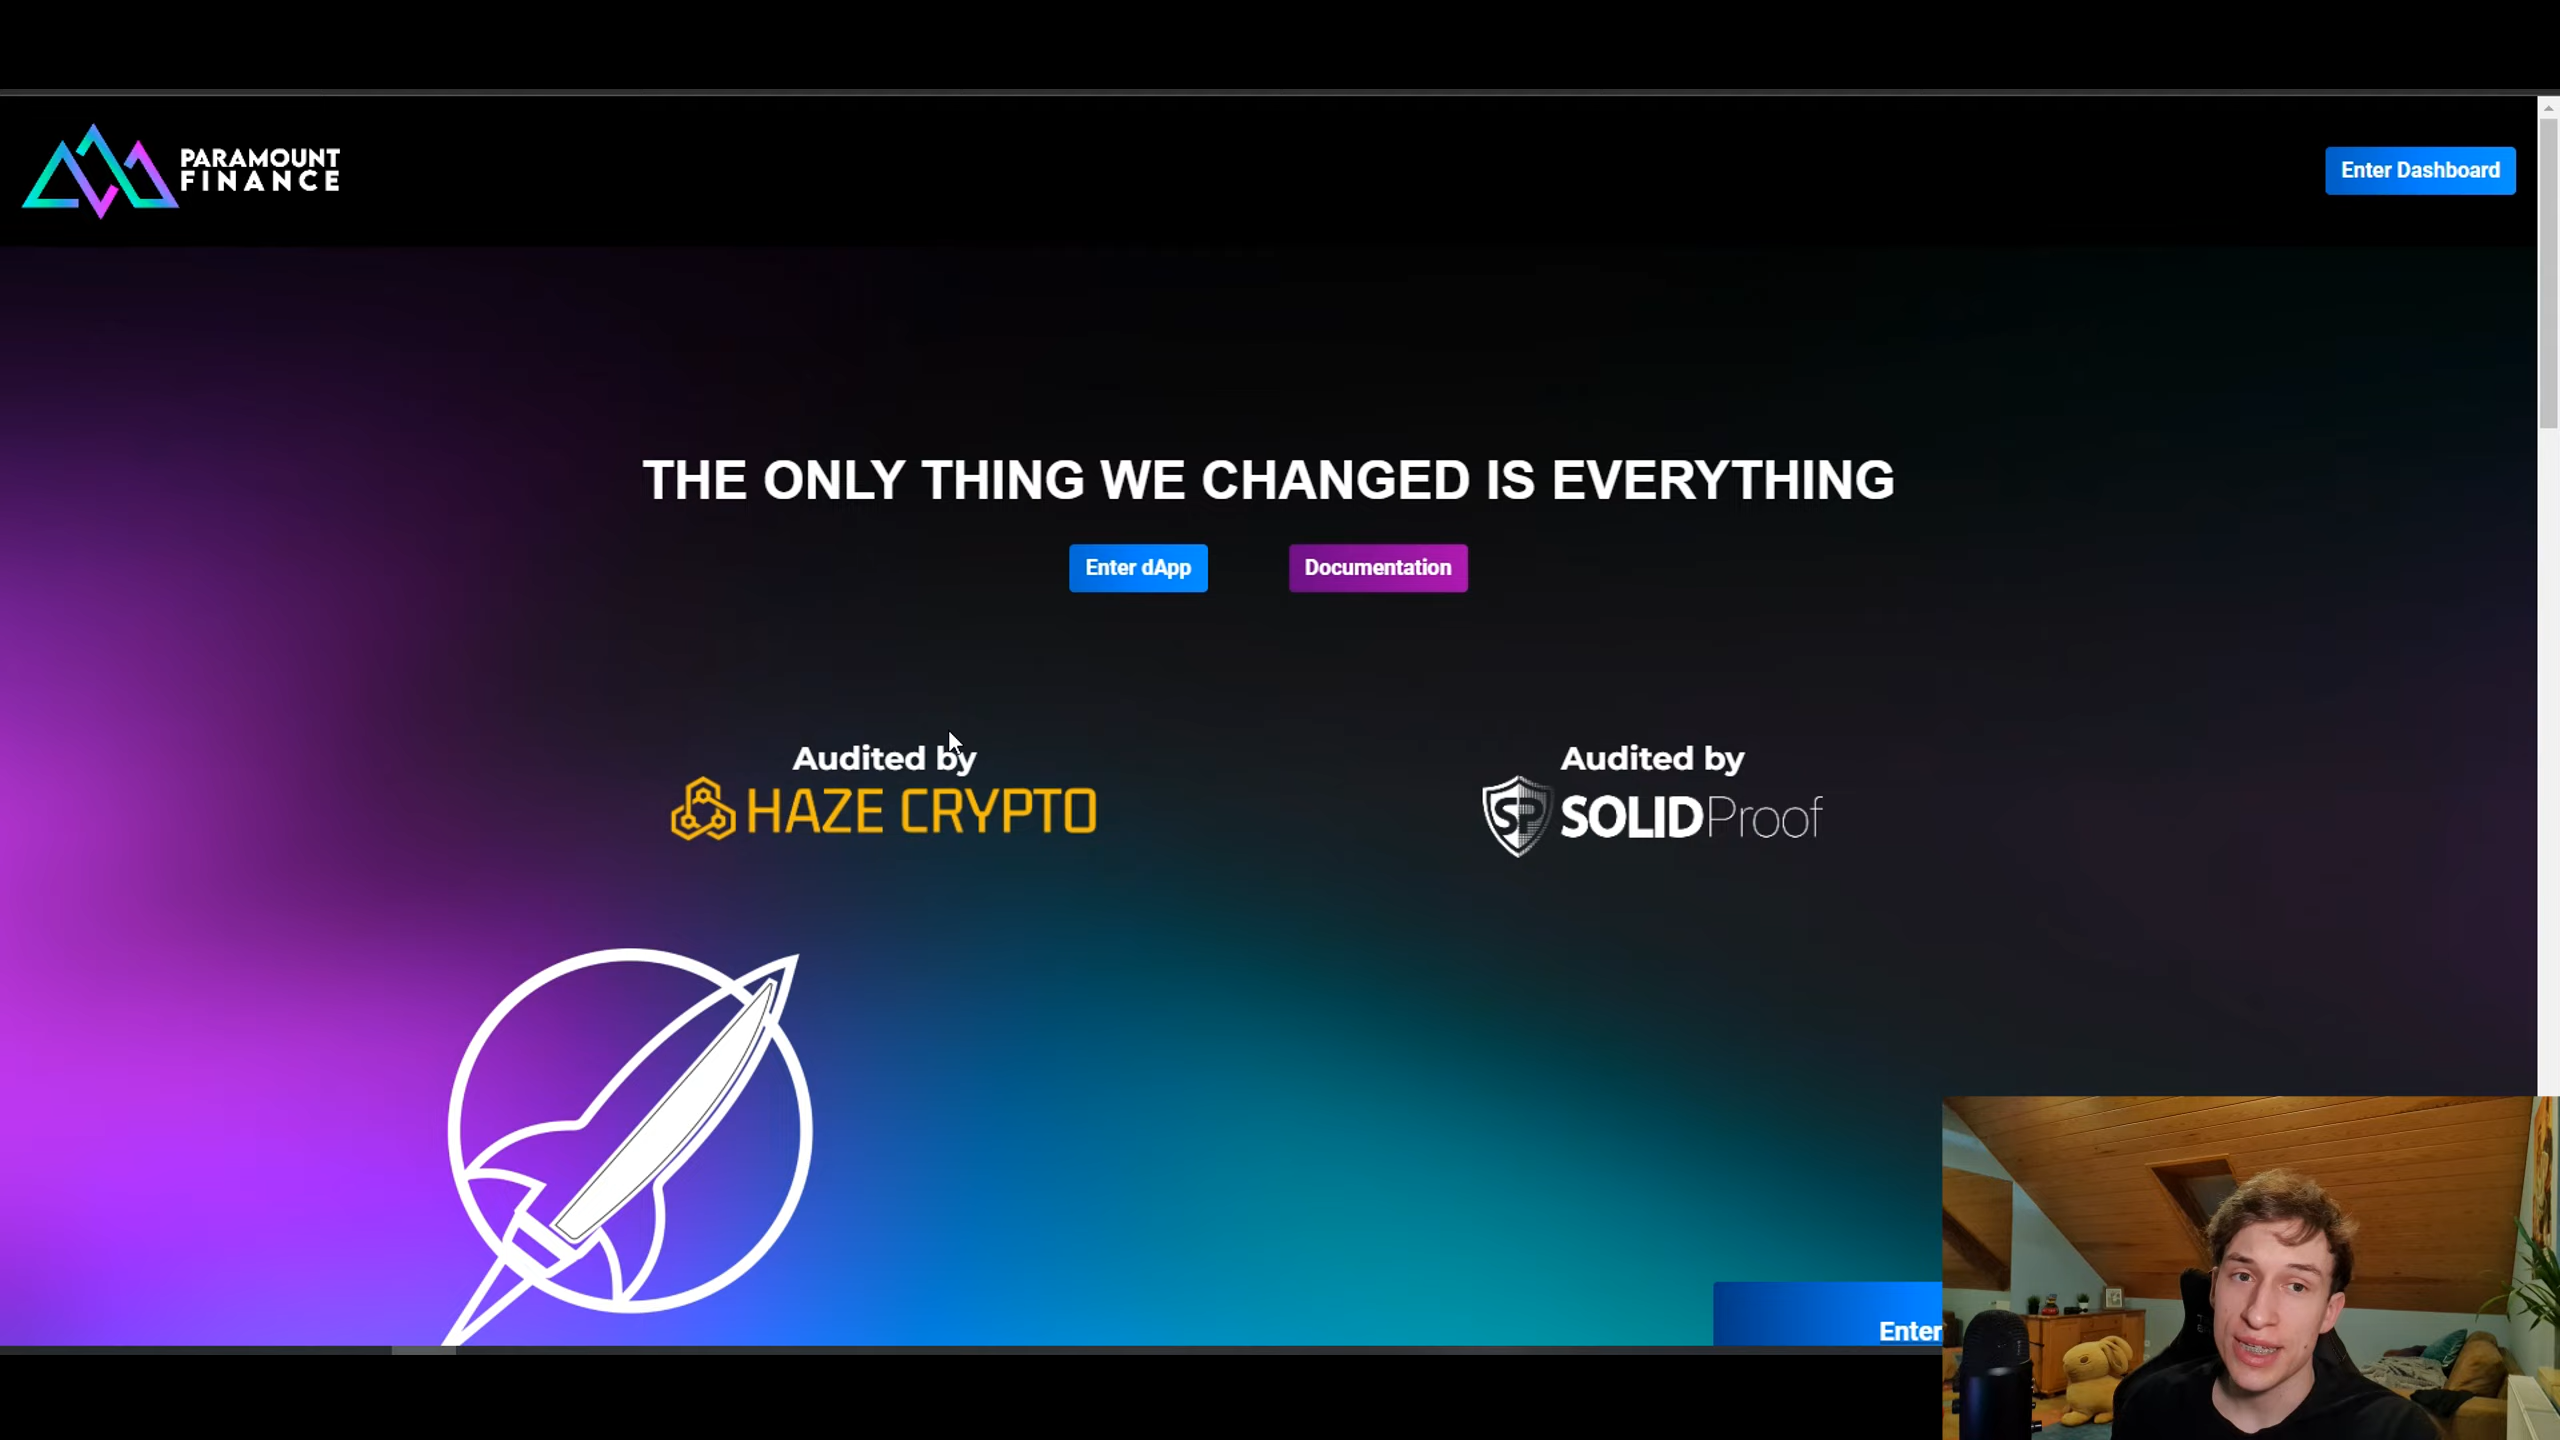 PARAMOUNT
FINANCE
Enter Dashboard
THE ONLY THING WE CHANGED IS EVERYTHING
Enter dApp
Documentation
Audited by
HAZE CRYPTO
Audited by
SP SOLIDProof
Enter